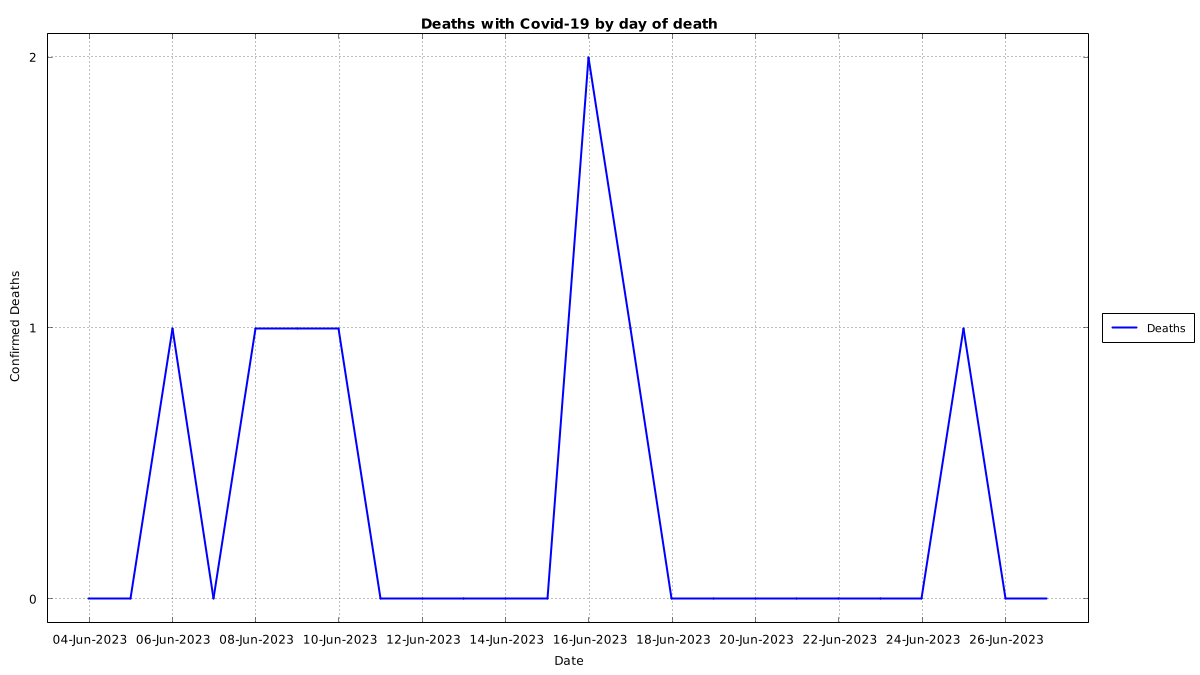 Deaths with Covid-19 by day of death
2
1
0
Confirmed Deaths
04-Jun-2023 06-Jun-2023 08-Jun-2023 10-Jun-2023 12-Jun-2023 14-Jun-2023 16-Jun-2023 18-Jun-2023 20-Jun-2023 22-Jun-2023 24-Jun-2023 26-Jun-2023
Date
Deaths